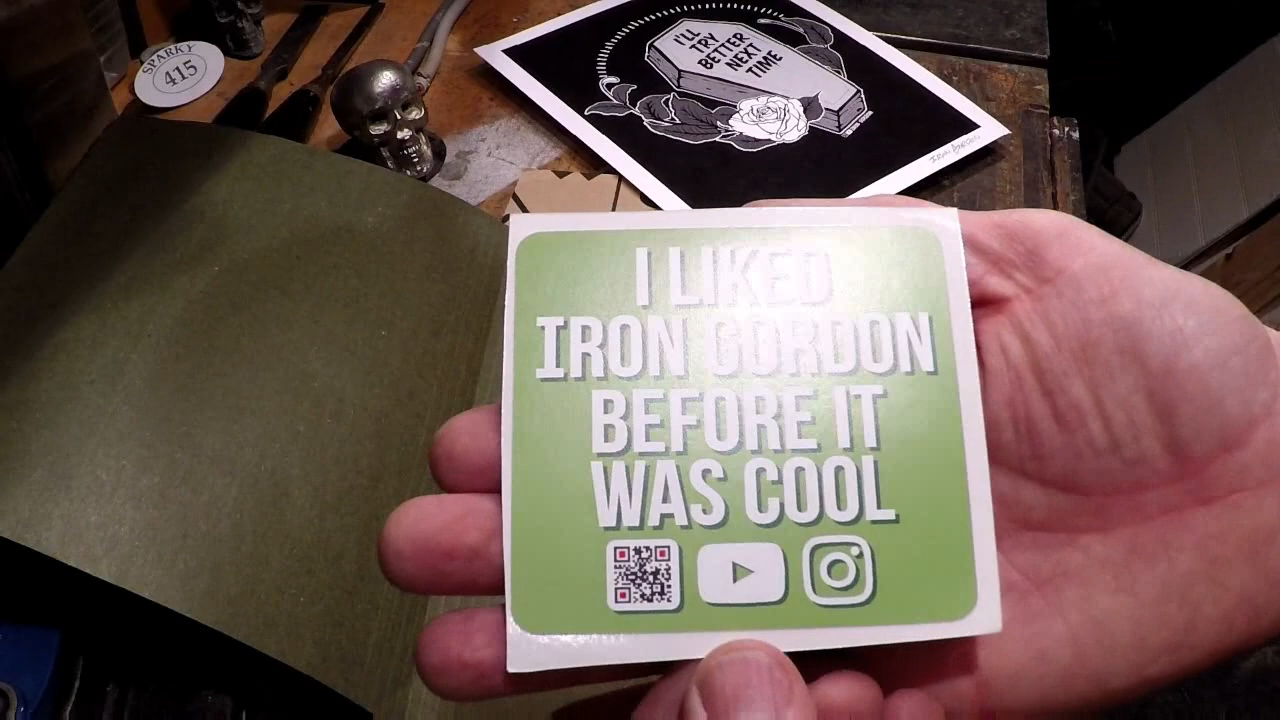 SPARKY
415
I'LL
TRY
BETTER
NEXT
TIME
I LIKED
IRON GORDON
BEFORE IT
WAS COOL